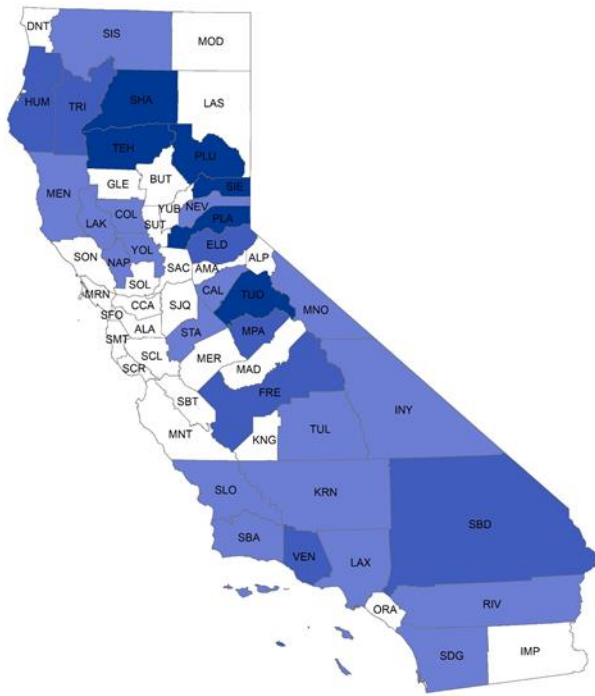 DNT
SIS
MOD
HUM
TRI
SHA
LAS
TEH
PLU
MEN
GLE
BUT
SIE
LAK
COL
SUT
YUB
NEV
PLA
SON
NAP
YOL
ELD
SOL
SAC
AMA
ALP
MRN
SFO
CCA
SJQ
CAL
TUO
MNO
ALA
SMT
STA
MPA
SCL
SCR
MER
MAD
SBT
FRE
INY
MNT
KNG
TUL
SLO
KRN
SBD
SBA
VEN
LAX
ORA
RIV
SDG
IMP